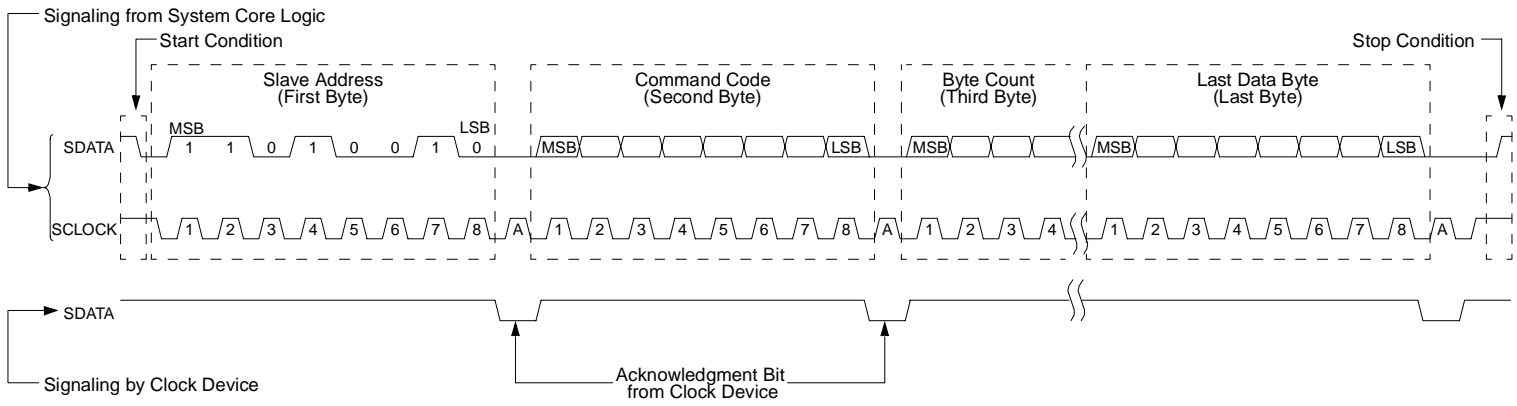 Signaling from System Core Logic
Start Condition
Stop Condition
Slave Address
(First Byte)
Command Code
(Second Byte)
Byte Count
(Third Byte)
Last Data Byte
(Last Byte)
MSB LSB
SDATA 1 1 0 1 0 0 1 0 MSB LSB MSB MSB LSB
SCLOCK 1 2 3 4 5 6 7 8 A 1 2 3 4 5 6 7 8 A 1 2 3 4 1 2 3 4 5 6 7 8 A
SDATA
Signaling by Clock Device
Acknowledgment Bit
from Clock Device